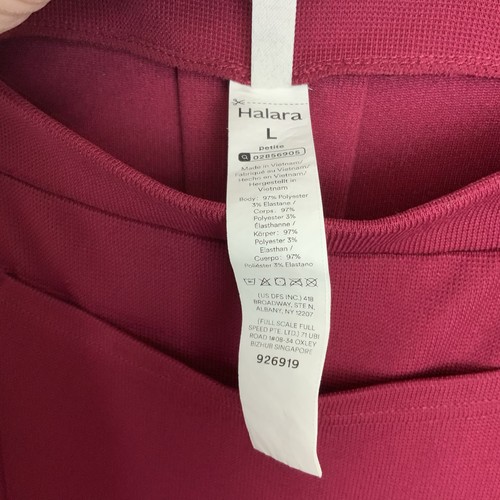 Halara
L
Petite
02856905
Made in Vietnam/
Fabriqué au Vietnam/
Hecho en Vietnam/
Hergestellt in
Vietnam
Body: 97% Polyester
3% Elastane /
Corps: 97%
Polyester 3%
Élasthanne /
Körper: 97%
Polyester 3%
Elasthan /
Cuerpo: 97%
Poliéster 3% Elastano
(US DFS INC.) 418
BROADWAY, STE N,
ALBANY, NY 12207
(FULL SCALE FULL
SPEED PTE. LTD.) 71 UBI
ROAD 1#08-34 OXLEY
BIZHUB SINGAPORE
926919